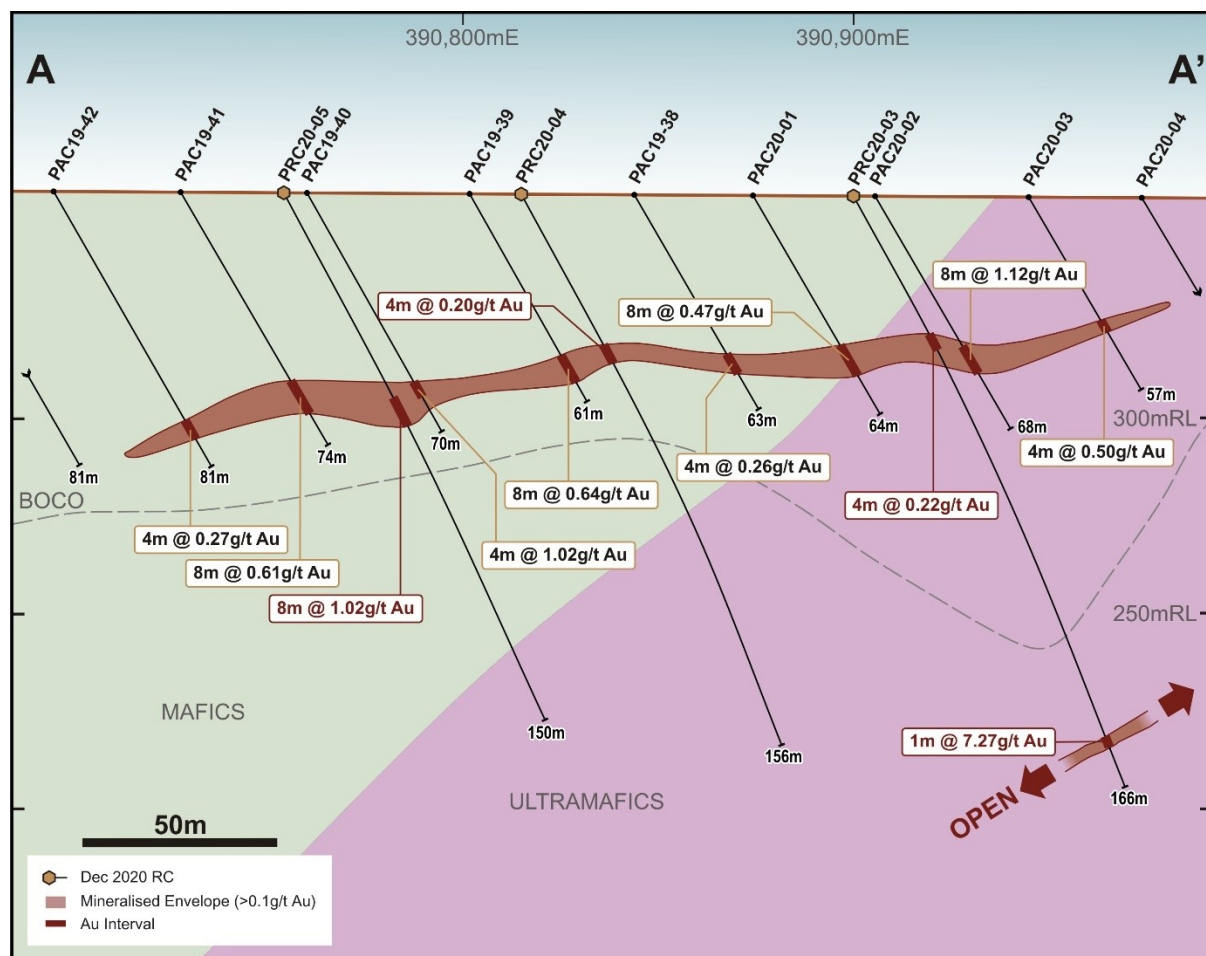 390,800mE
390,900mE
A
A’
PAC19-42
PAC19-41
PRC20-05
PAC19-40
PAC19-39
PRC20-04
PAC19-38
PAC20-01
PRC20-03
PAC20-02
PAC20-03
PAC20-04
8m @ 1.12g/t Au
4m @ 0.20g/t Au
8m @ 0.47g/t Au
57m
61m
63m
64m
300mRL
68m
70m
74m
4m @ 0.50g/t Au
4m @ 0.26g/t Au
81m
81m
8m @ 0.64g/t Au
BOCO
4m @ 0.22g/t Au
4m @ 0.27g/t Au
4m @ 1.02g/t Au
8m @ 0.61g/t Au
8m @ 1.02g/t Au
250mRL
MAFICS
150m
1m @ 7.27g/t Au
156m
166m
ULTRAMAFICS
OPEN
50m
Dec 2020 RC
Mineralised Envelope (>0.1g/t Au)
Au Interval